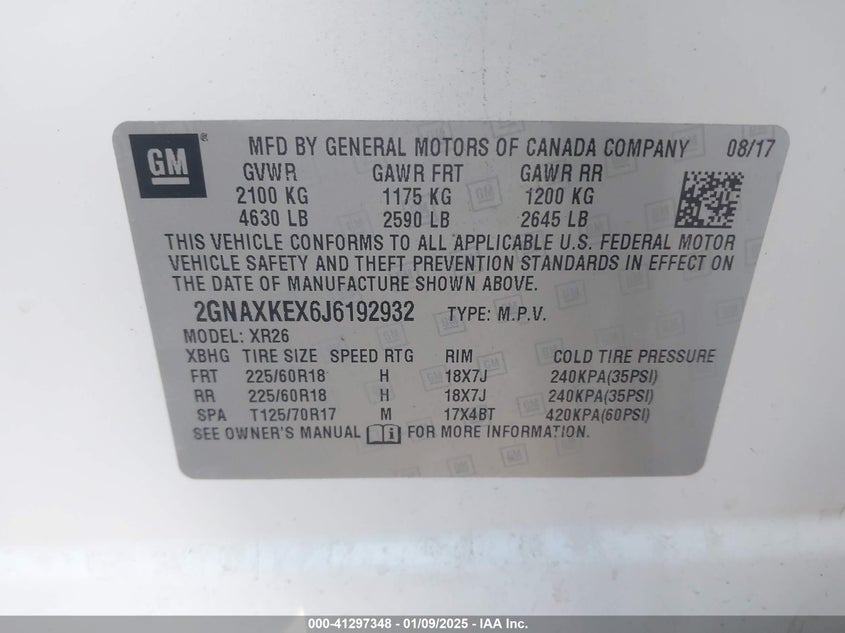 GM
MFD BY GENERAL MOTORS OF CANADA COMPANY 08/17
GVWR GAWR FRT GAWR RR
2100 KG 1175 KG 1200 KG
4630 LB 2590 LB 2645 LB
THIS VEHICLE CONFORMS TO ALL APPLICABLE U.S. FEDERAL MOTOR
VEHICLE SAFETY AND THEFT PREVENTION STANDARDS IN EFFECT ON
THE DATE OF MANUFACTURE SHOWN ABOVE.
2GNAXKEX6J6192932 TYPE: M.P.V.
MODEL: XR26
XBHG TIRE SIZE SPEED RTG RIM COLD TIRE PRESSURE
FRT 225/60R18 H 18X7J 240KPA(35PSI)
RR 225/60R18 H 18X7J 240KPA(35PSI)
SPA T125/70R17 M 17X4BT 420KPA(60PSI)
SEE OWNER'S MANUAL i FOR MORE INFORMATION.
000-41297348 - 01/09/2025 - IAA Inc.